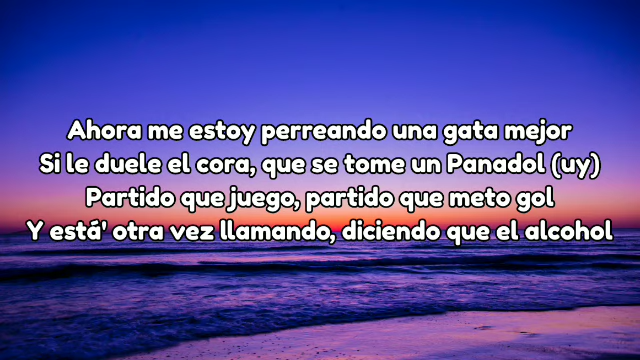 Ahora me estoy perreando una gata mejor
Si le duele el cora, que se tome un Panadol (uy)
Partido que juego, partido que meto gol
Y está' otra vez llamando, diciendo que el alcohol